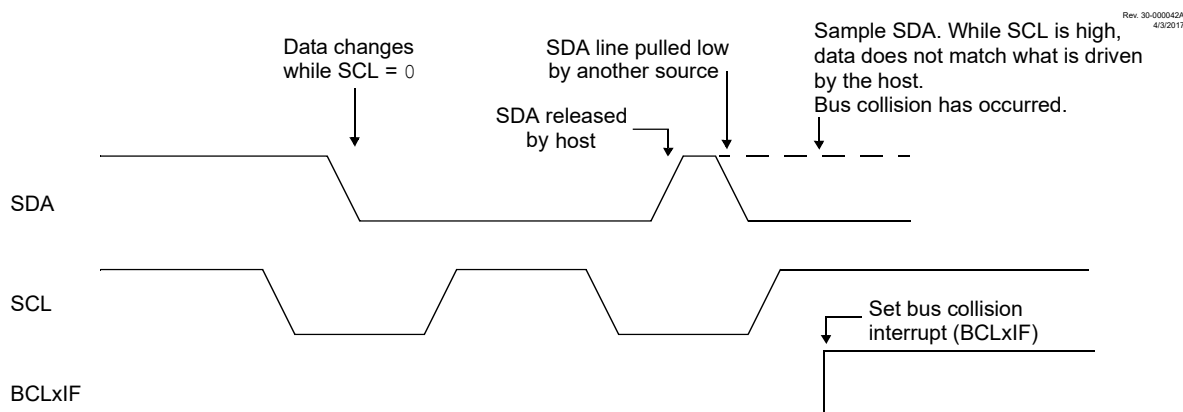 Rev. 30-000042A
4/3/2017
Data changes
while SCL = 0
SDA line pulled low
by another source
Sample SDA. While SCL is high,
data does not match what is driven
by the host.
Bus collision has occurred.
SDA released
by host
SDA
SCL
Set bus collision
interrupt (BCLxIF)
BCLxIF